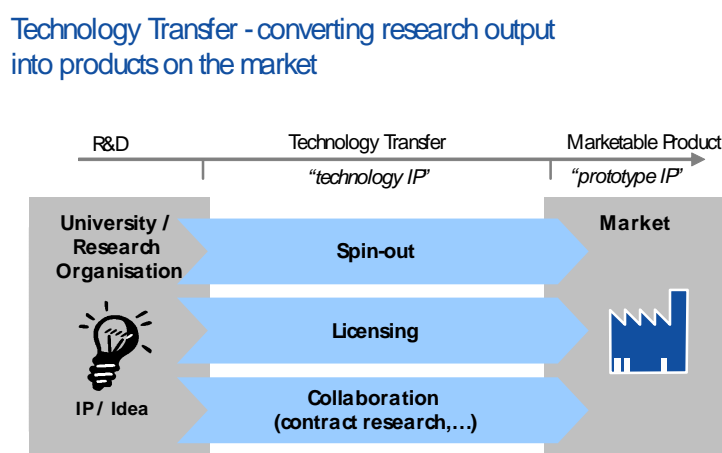 Technology Transfer - converting research output
into products on the market
R&D
Technology Transfer
Marketable Product
"technology IP"
"prototype IP"
University /
Research
Organisation
Market
Spin-out
Licensing
IP / Idea
Collaboration
(contract research,...)